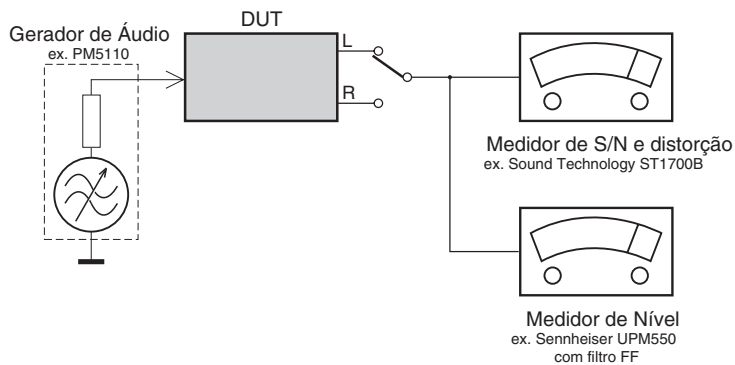 DUT
Gerador de Áudio
ex. PM5110
L
R
Medidor de S/N e distorção
ex. Sound Technology ST1700B
Medidor de Nível
ex. Sennheiser UPM550
com filtro FF